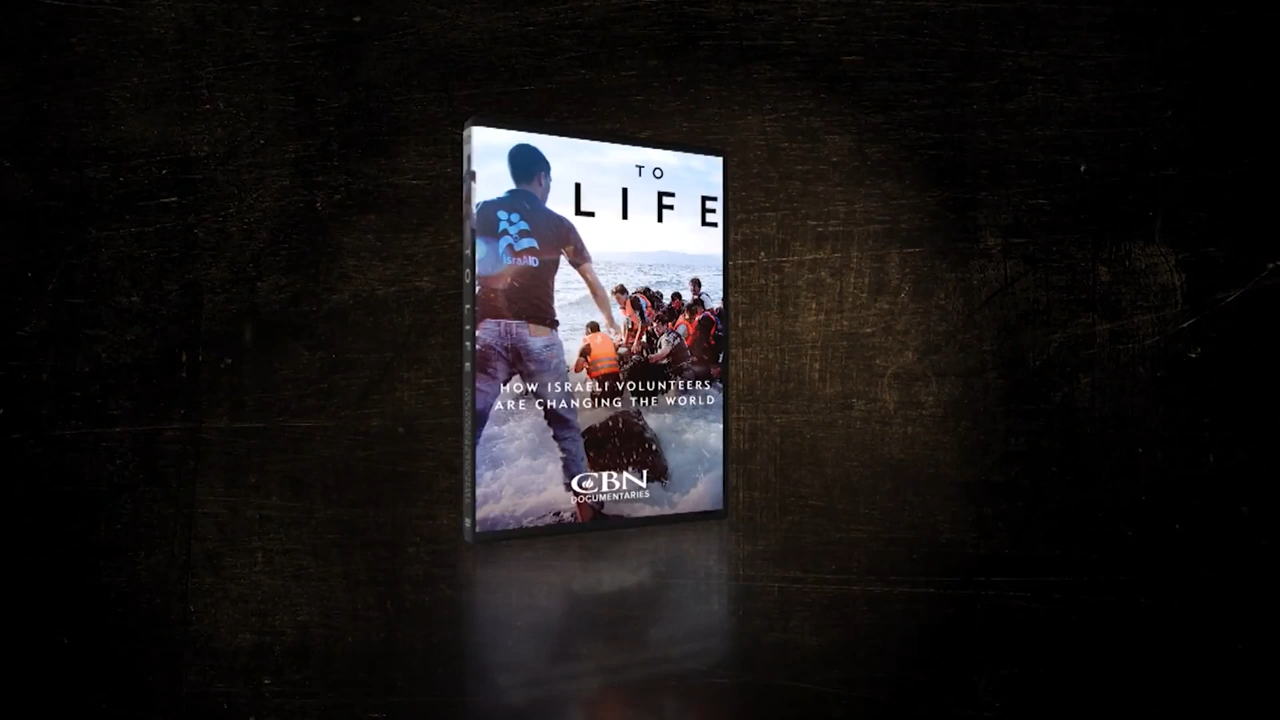 TO
LIFE
IsraAID
HOW ISRAELI VOLUNTEERS
ARE CHANGING THE WORLD
CBN
DOCUMENTARIES
TO LIFE